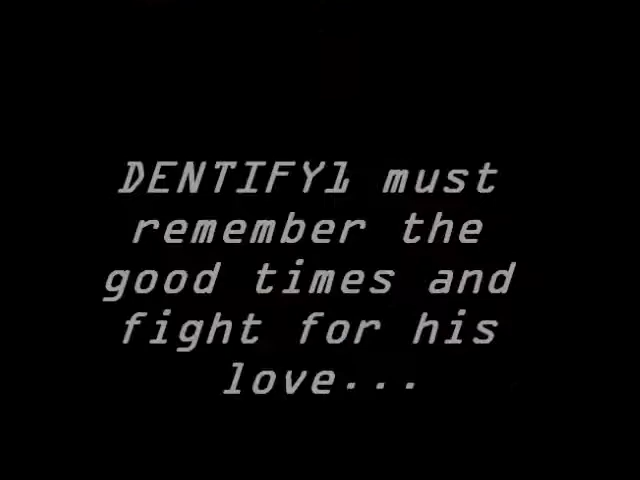 DENTIFY1 must
remember the
good times and
fight for his
love...